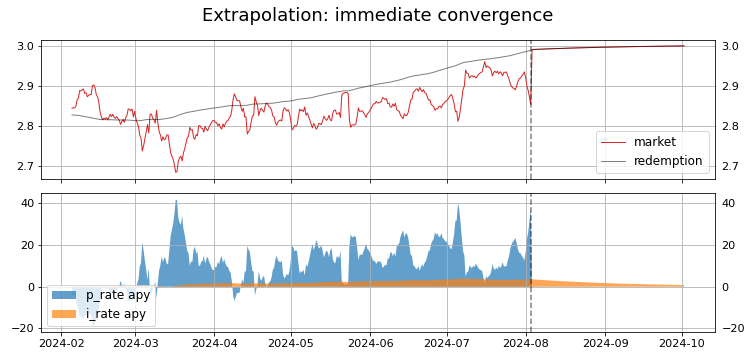 Extrapolation: immediate convergence
3.0 3.0
2.9 2.9
2.8 2.8
2.7 2.7
market
redemption
40 40
20 20
0 0
−20 −20
p_rate apy
i_rate apy
2024-02 2024-03 2024-04 2024-05 2024-06 2024-07 2024-08 2024-09 2024-10